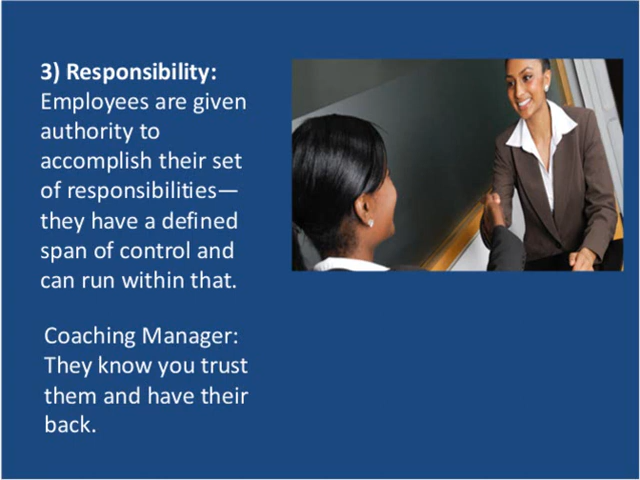 3) Responsibility:
Employees are given
authority to
accomplish their set
of responsibilities—
they have a defined
span of control and
can run within that.
Coaching Manager:
They know you trust
them and have their
back.